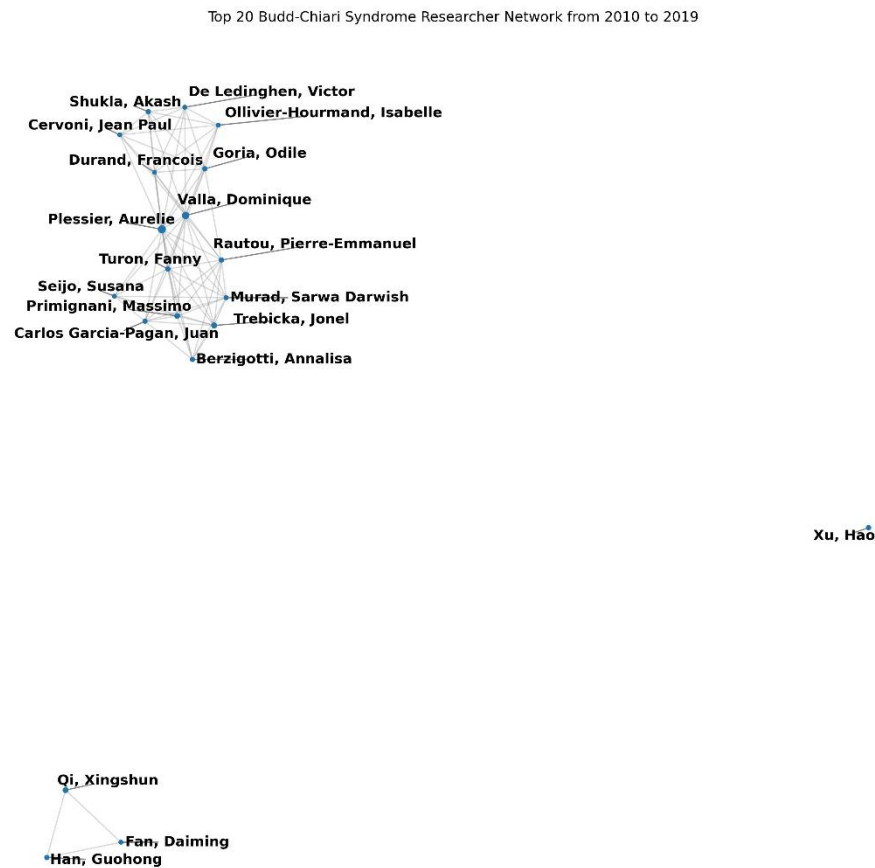 Top 20 Budd-Chiari Syndrome Researcher Network from 2010 to 2019
De Ledinghen, Victor
Shukla, Akash
Ollivier-Hourmand, Isabelle
Cervoni, Jean Paul
Goria, Odile
Durand, Francois
Valla, Dominique
Plessier, Aurelie
Rautou, Pierre-Emmanuel
Turon, Fanny
Seijo, Susana
Murad, Sarwa Darwish
Primignani, Massimo
Trebicka, Jonel
Carlos Garcia-Pagan, Juan
Berzigotti, Annalisa
Xu, Hao
Qi, Xingshun
Fan, Daiming
Han, Guohong